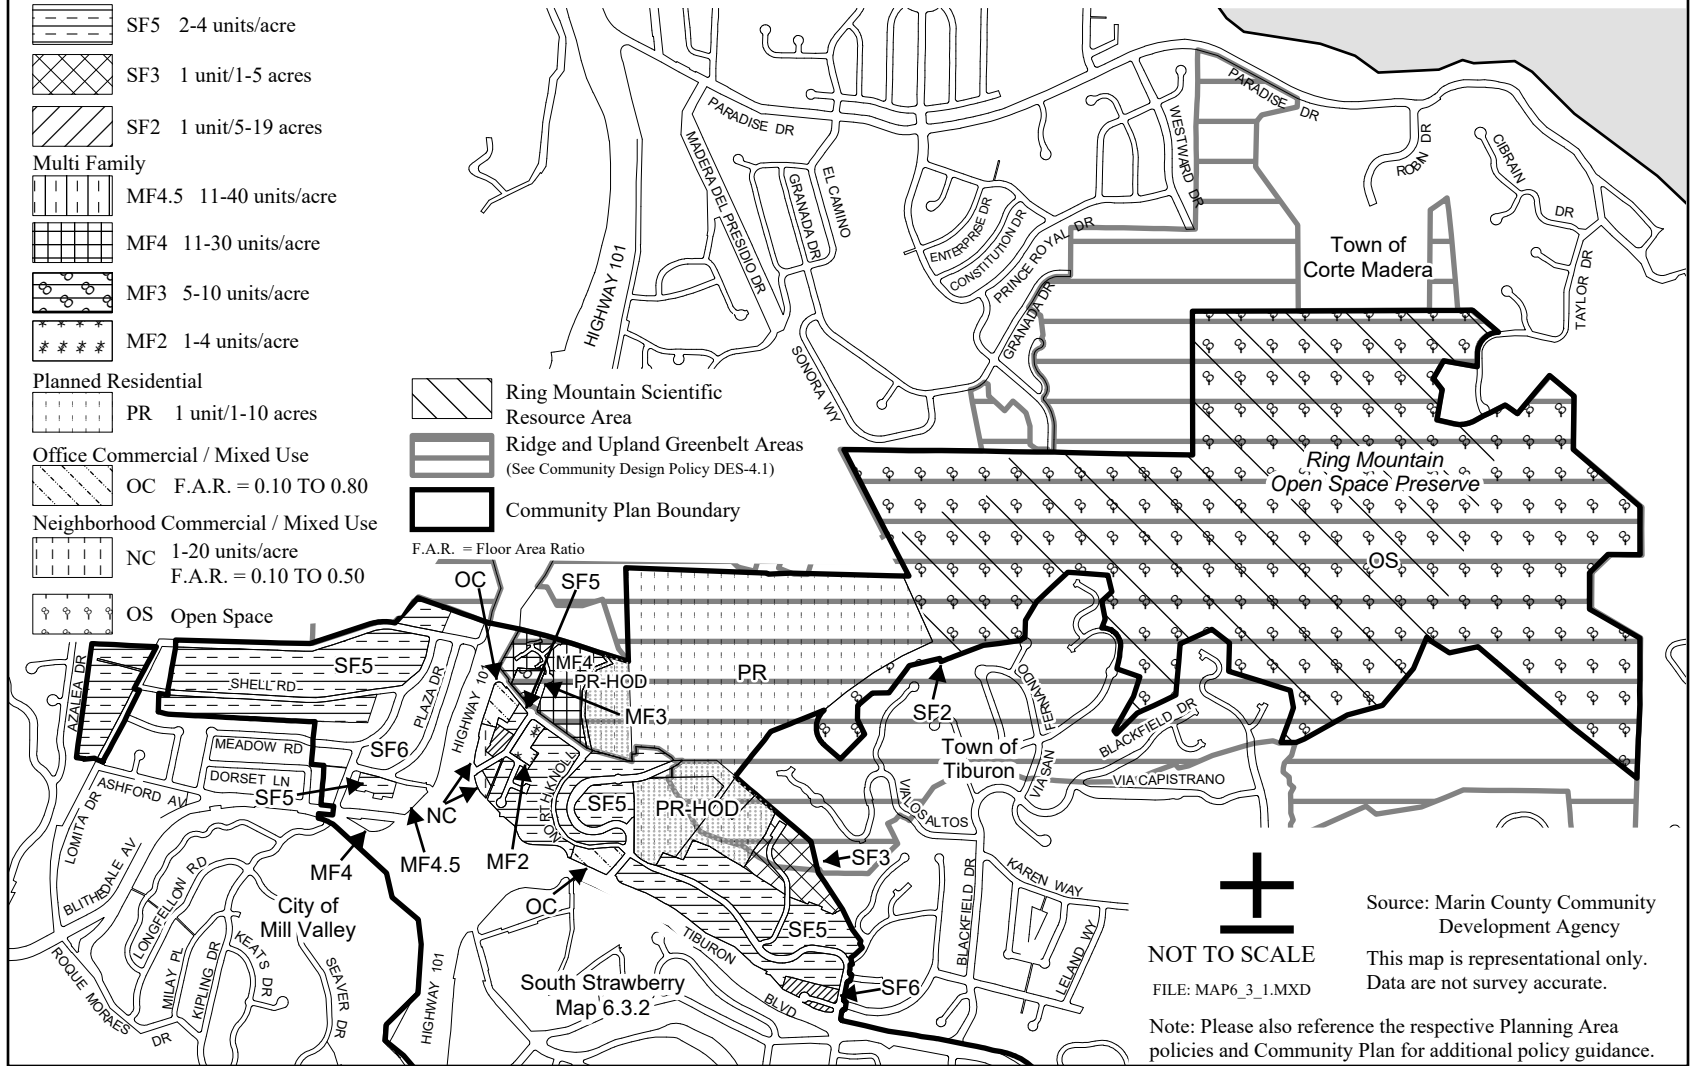 SF5 2-4 units/acre
SF3 1 unit/1-5 acres
SF2 1 unit/5-19 acres
Multi Family
MF4.5 11-40 units/acre
MF4 11-30 units/acre
MF3 5-10 units/acre
MF2 1-4 units/acre
Planned Residential
PR 1 unit/1-10 acres
Office Commercial / Mixed Use
OC F.A.R. = 0.10 TO 0.80
Neighborhood Commercial / Mixed Use
NC 1-20 units/acre
F.A.R. = 0.10 TO 0.50
OS Open Space
Ring Mountain Scientific
Resource Area
Ridge and Upland Greenbelt Areas
(See Community Design Policy DES-4.1)
Community Plan Boundary
F.A.R. = Floor Area Ratio
HIGHWAY 101
PARADISE DR
MADERA DEL PRESIDIO DR
GRANADA DR
EL CAMINO
SONORA WY
ENTERPRISE DR
CONSTITUTION DR
PRINCE ROYAL DR
GRANADA DR
WESTWARD DR
PARADISE DR
ROBIN DR
CIBRAIN DR
TAYLOR DR
Town of
Corte Madera
Ring Mountain
Open Space Preserve
OS
OC
SF5
MF4
PR-HOD
MF3
PR
SF2
Town of
Tiburon
VIA SAN FERNANDO
BLACKFIELD DR
VIA CAPISTRANO
VIA LOS ALTOS
AZALEA DR
SF5
SHELL RD
PLAZA DR
HIGHWAY 10
MEADOW RD
SF6
DORSET LN
SF5
ASHFORD AV
LOMITA DR
NC
MF4
MF4.5
MF2
NORTH KNOLL
SF5
PR-HOD
SF3
OC
BLITHEDALE AV
LONGFELLOW RD
City of
Mill Valley
KEATS DR
MILAY PL
KIPLING DR
SEAVER DR
ROQUE MORAES DR
HIGHWAY 101
South Strawberry
Map 6.3.2
TIBURON BLVD
SF5
SF6
BLACKFIELD DR
KAREN WAY
LELAND WY
NOT TO SCALE
FILE: MAP6_3_1.MXD
Source: Marin County Community
Development Agency
This map is representational only.
Data are not survey accurate.
Note: Please also reference the respective Planning Area
policies and Community Plan for additional policy guidance.